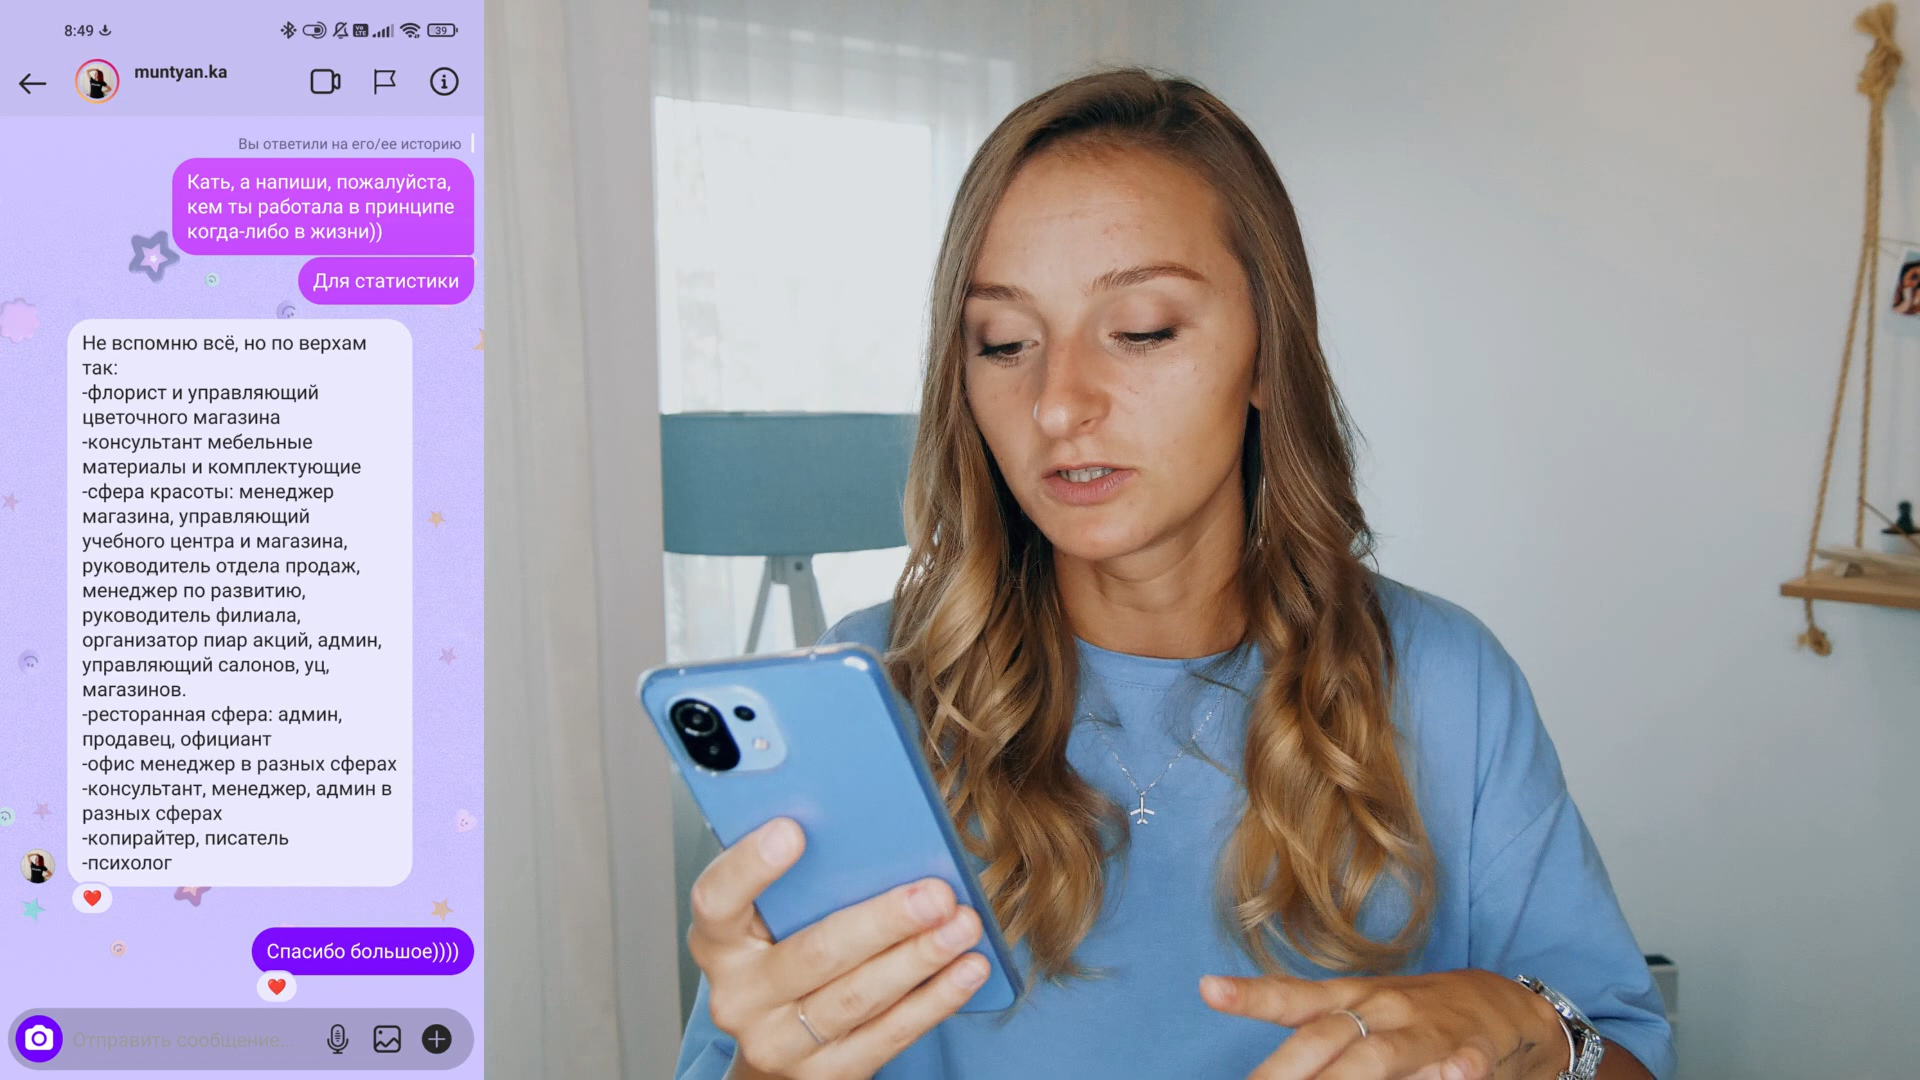 8:49
39
muntyan.ka
Вы ответили на его/ее историю
Кать, а напиши, пожалуйста,
кем ты работала в принципе
когда-либо в жизни))
Для статистики
Не вспомню всё, но по верхам
так:
-флорист и управляющий
цветочного магазина
-консультант мебельные
материалы и комплектующие
-сфера красоты: менеджер
магазина, управляющий
учебного центра и магазина,
руководитель отдела продаж,
менеджер по развитию,
руководитель филиала,
организатор пиар акций, админ,
управляющий салонов, уц,
магазинов.
-ресторанная сфера: админ,
продавец, официант
-офис менеджер в разных сферах
-консультант, менеджер, админ в
разных сферах
-копирайтер, писатель
-психолог
Спасибо большое))))
Отправить сообщение...